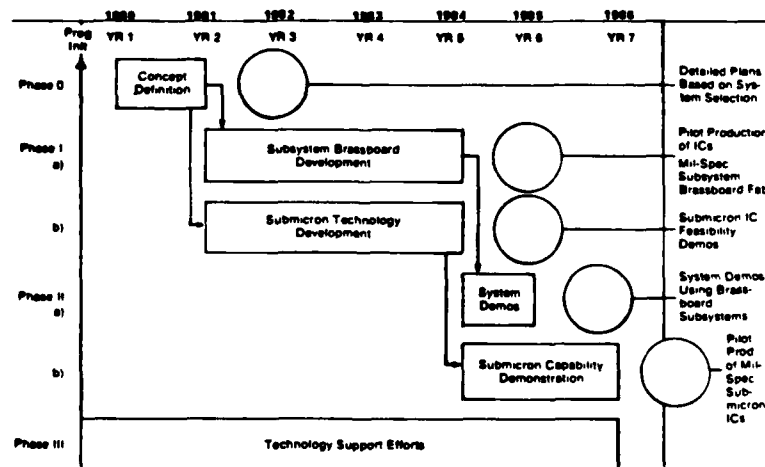 1980 1981 1982 1983 1984 1985 1986
Prog
Init
YR 1 YR 2 YR 3 YR 4 YR 5 YR 6 YR 7
Phase 0
Concept
Definition
Detailed Plans
Based on Sys-
tem Selection
Phase I
a)
Subsystem Brassboard
Development
Pilot Production
of ICs
Mil-Spec
Subsystem
Brassboard Fab
b)
Submicron Technology
Development
Submicron IC
Feasibility
Demos
Phase II
a)
System
Demos
System Demos
Using Brass-
board
Subsystems
b)
Submicron Capability
Demonstration
Pilot
Prod
of Mil-
Spec
Sub-
micron
ICs
Phase III
Technology Support Efforts